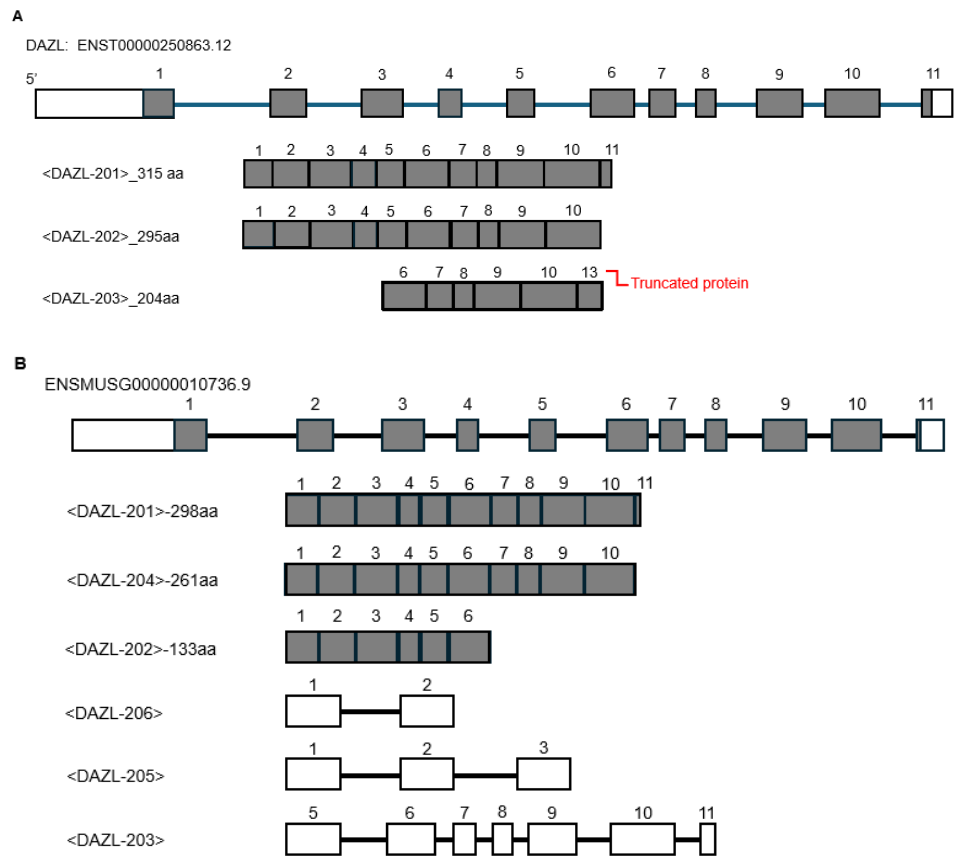 A
DAZL: ENST00000250863.12
5'
1 2 3 4 5 6 7 8 9 10 11
1 2 3 4 5 6 7 8 9 10 11
<DAZL-201>_315 aa
1 2 3 4 5 6 7 8 9 10
<DAZL-202>_295aa
6 7 8 9 10 13
Truncated protein
<DAZL-203>_204aa
B
ENSMUSG00000010736.9
1 2 3 4 5 6 7 8 9 10 11
1 2 3 4 5 6 7 8 9 10 11
<DAZL-201>-298aa
1 2 3 4 5 6 7 8 9 10
<DAZL-204>-261aa
1 2 3 4 5 6
<DAZL-202>-133aa
1 2
<DAZL-206>
1 2 3
<DAZL-205>
5 6 7 8 9 10 11
<DAZL-203>